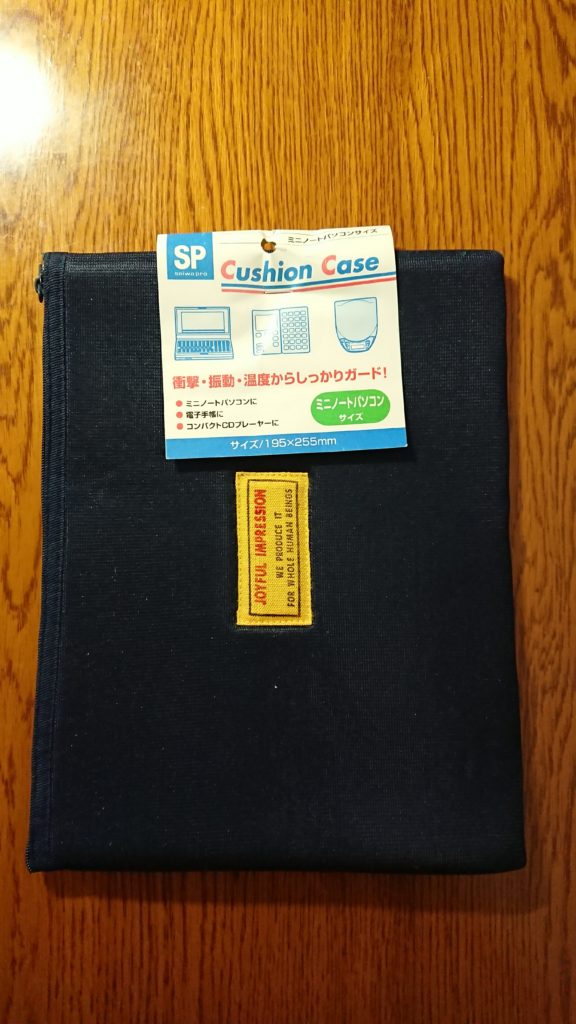 ミニノートパソコンサイズ
SP
seiwa pro
Cushion Case
衝撃・振動・温度からしっかりガード!
● ミニノートパソコンに
● 電子手帳に
● コンパクトCDプレーヤーに
ミニノートパソコン
サイズ
サイズ/195×255mm
JOYFUL IMPRESSION
WE PRODUCE IT
FOR WHOLE HUMAN BEINGS